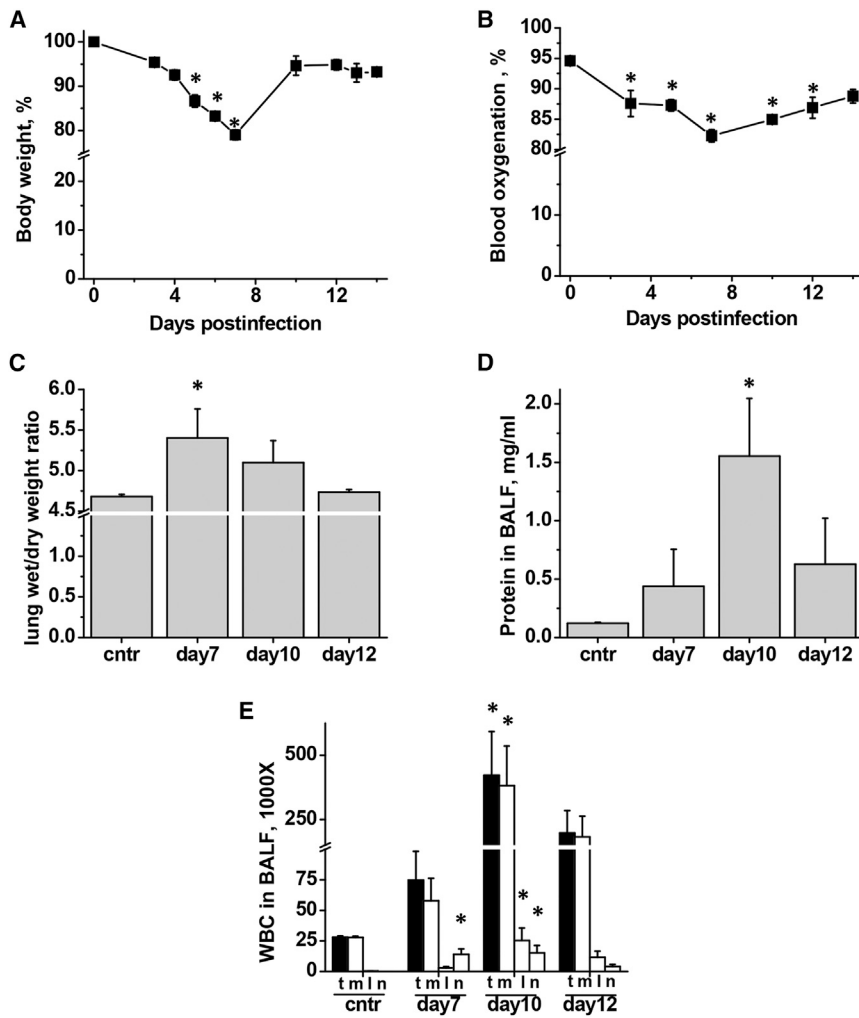 A
Body weight, %
100
90
80
20
10
0
0 4 8 12
Days postinfection
* * *
B
Blood oxygenation , %
100
95
90
85
80
10
0
0 4 8 12
Days postinfection
* * * * *
C
lung wet/dry weight ratio
6.0
5.5
5.0
4.5
1.0
0.5
0.0
*
cntr day7 day10 day12
D
Protein in BALF, mg/ml
2.0
1.5
1.0
0.5
0.0
*
cntr day7 day10 day12
E
WBC in BALF, 1000X
500
250
75
50
25
0
* * * * *
t m l n t m l n t m l n t m l n
cntr day7 day10 day12